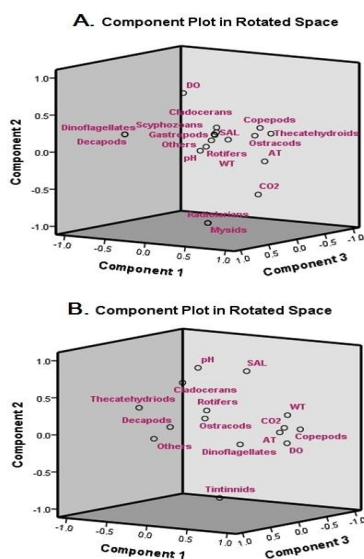 A. Component Plot in Rotated Space
Component 2
1.0
0.5
0.0
-0.5
-1.0
DO
Cladocerans
Scyphozoans
Dinoflagellates
Decapods
Gastropods
SAL
Copepods
Thecatehydroids
Others
Rotifers
Ostracods
pH
WT
AT
CO2
Radiolarians
Mysids
-1.0 -0.5 0.0 0.5 1.0
Component 1
1.0 0.5 0.0 -0.5 -1.0
Component 3
B. Component Plot in Rotated Space
Component 2
1.0
0.5
0.0
-0.5
-1.0
pH
SAL
Cladocerans
Thecatehydriods
Rotifers
WT
Decapods
Ostracods
CO2
Others
AT
Copepods
Dinoflagellates
DO
Tintinnids
-1.0 -0.5 0.0 0.5 1.0
Component 1
1.0 0.5 0.0 -0.5 -1.0
Component 3